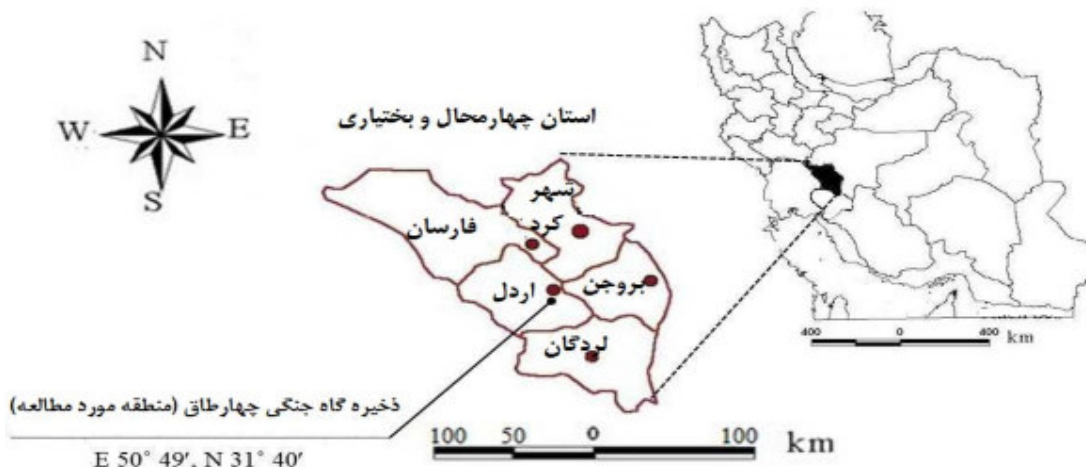 N
W E
S
استان چهارمحال و بختیاری
شهر
کرد
فارسان
بروجن
اردل
لردگان
ذخیره گاه جنگی چهارطاق (منطقه مورد مطالعه)
E 50° 49′, N 31° 40′
100 50 0 100 km
400 0 400
km